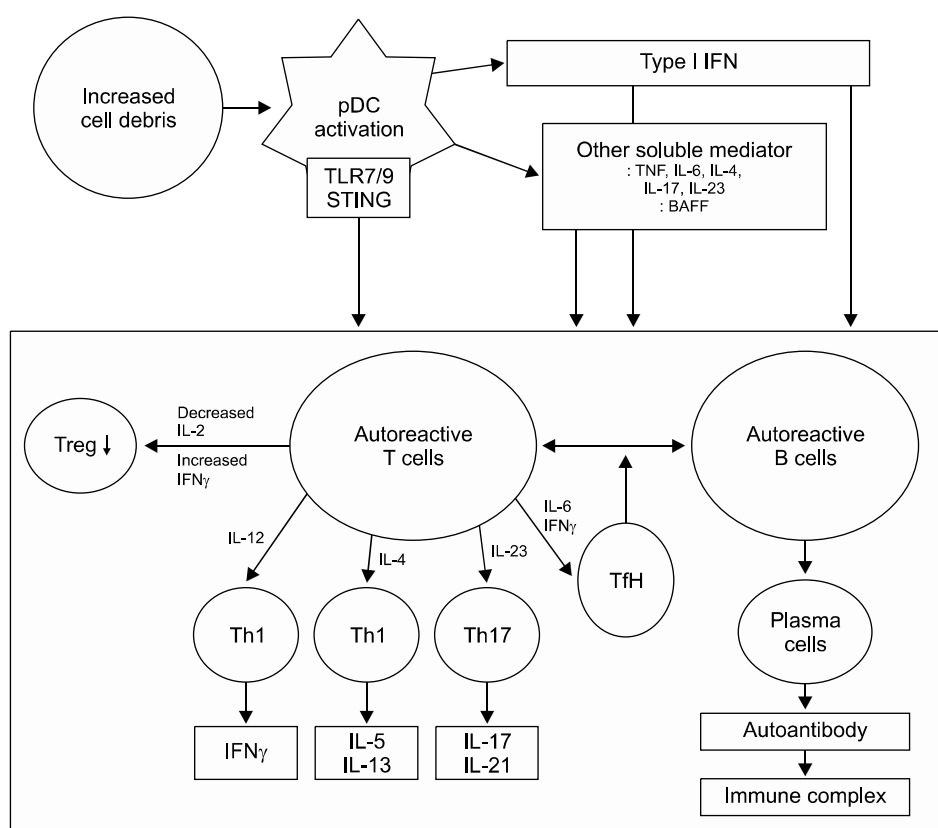 Increased
cell debris
pDC
activation
TLR7/9
STING
Type I IFN
Other soluble mediator
: TNF, IL-6, IL-4,
IL-17, IL-23
: BAFF
Treg ↓
Decreased
IL-2
Increased
IFNγ
Autoreactive
T cells
Autoreactive
B cells
IL-12
IL-4
IL-23
IL-6
IFNγ
TfH
Th1
Th1
Th17
Plasma
cells
IFNγ
IL-5
IL-13
IL-17
IL-21
Autoantibody
Immune complex